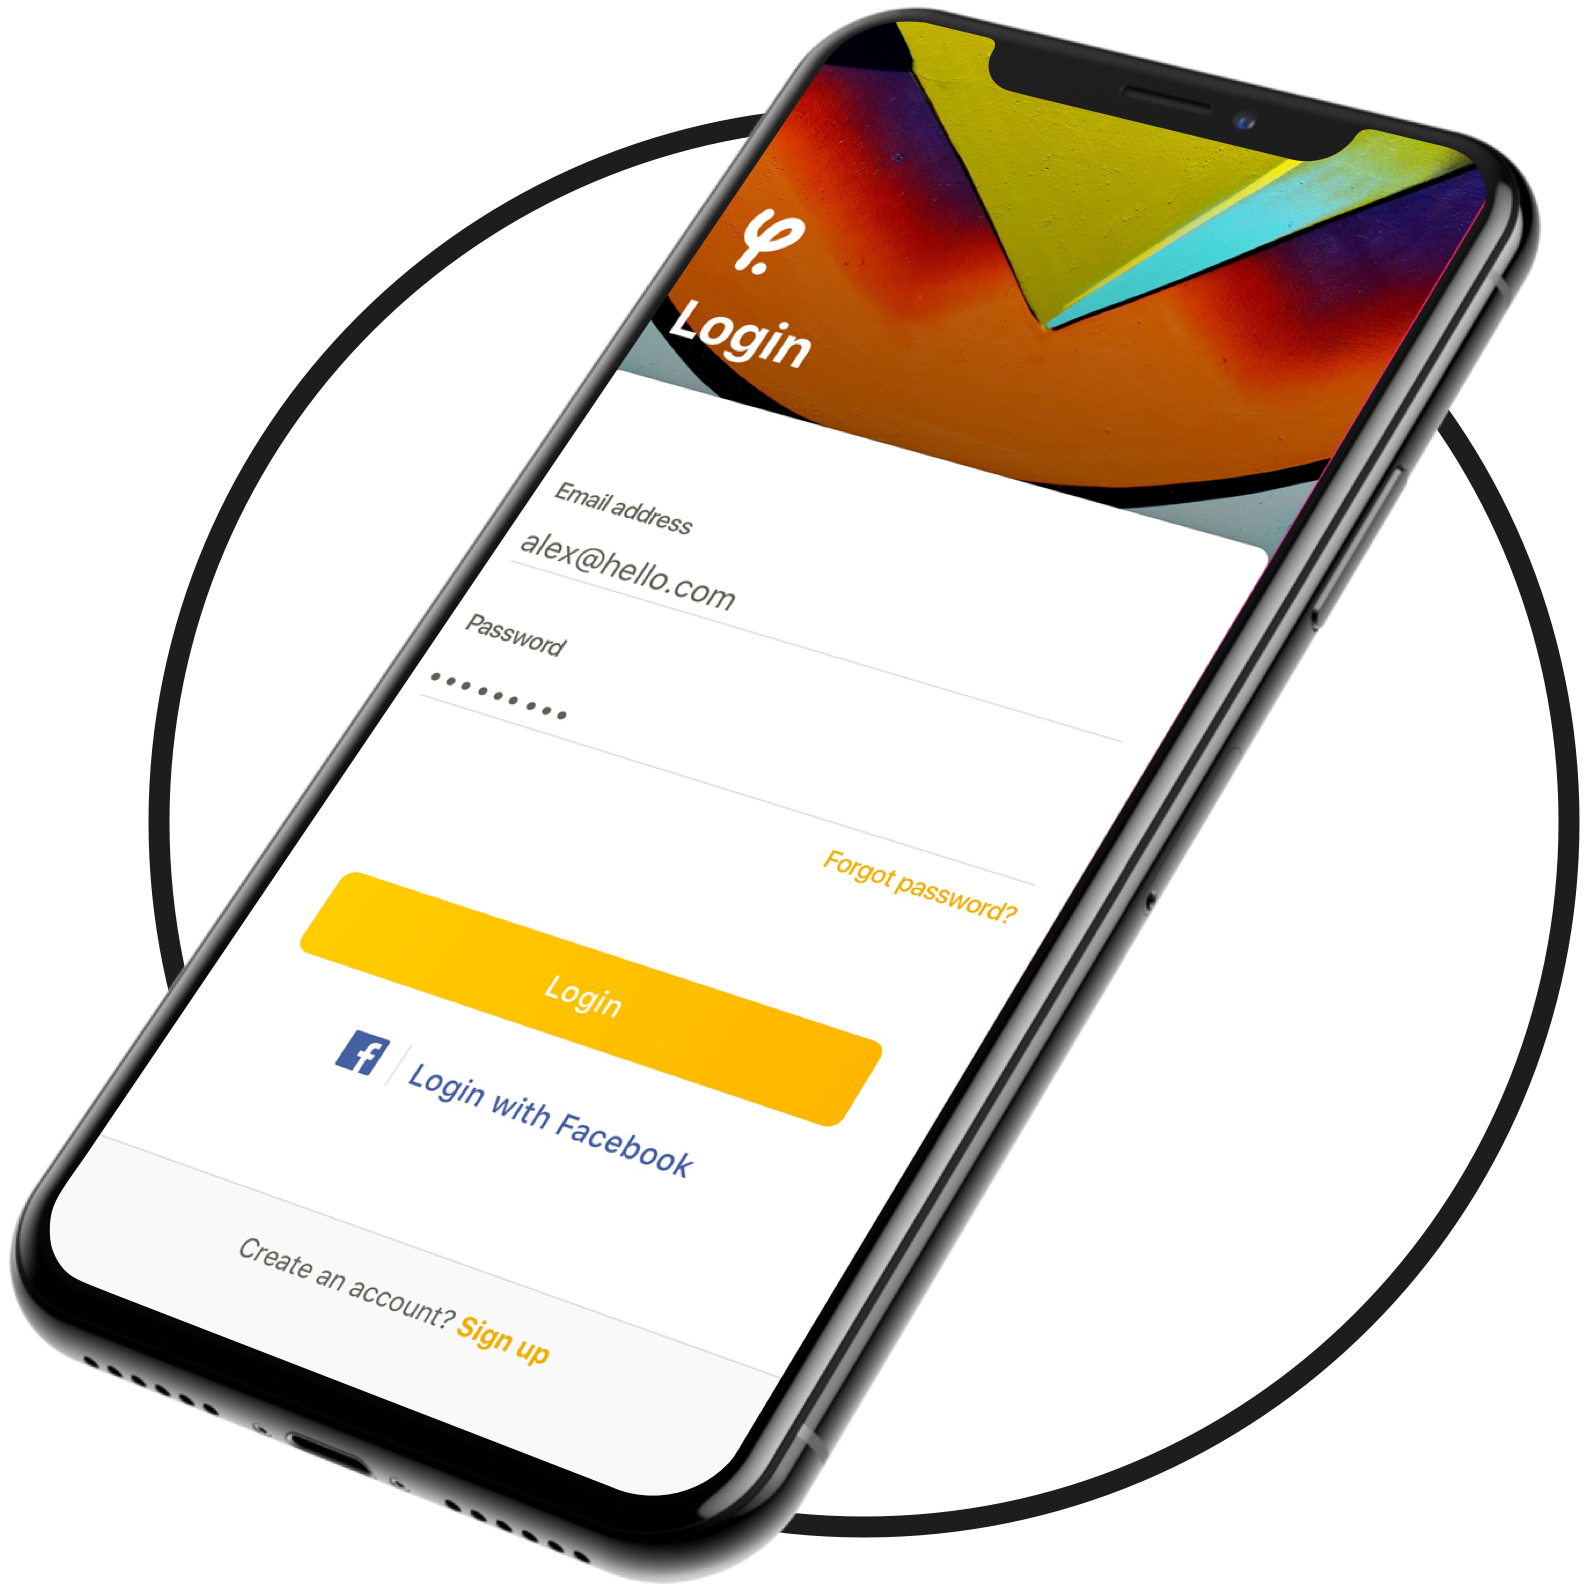 φ.
Login
Email address
alex@hello.com
Password
•••••••••
Forgot password?
Login
f Login with Facebook
Create an account? Sign up